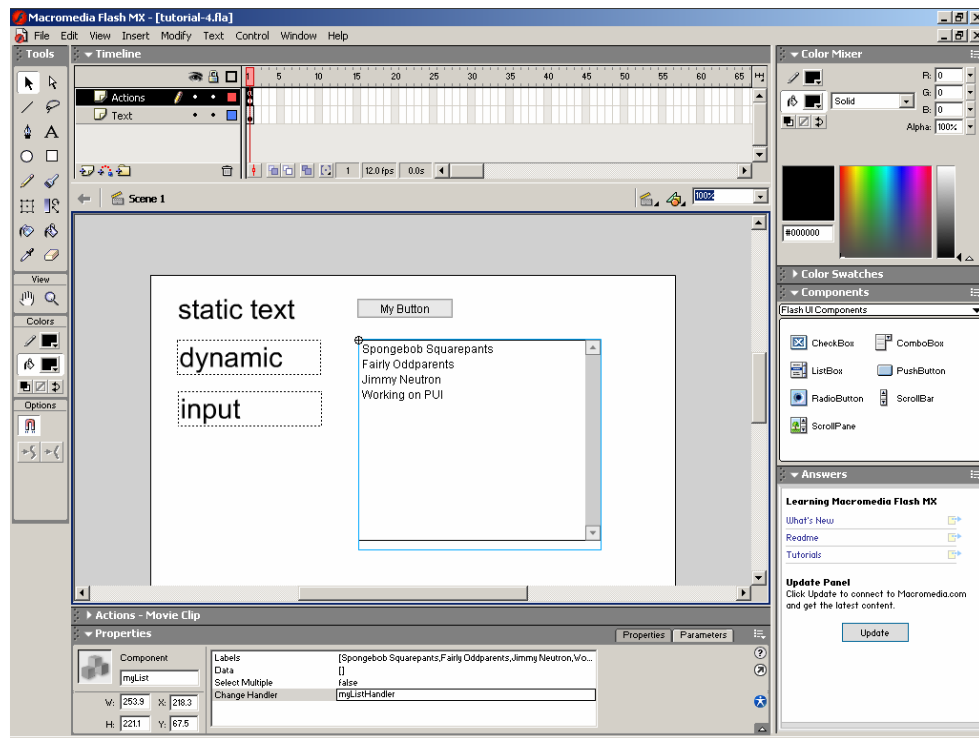 Macromedia Flash MX - [tutorial-4.fla]
File Edit View Insert Modify Text Control Window Help
Tools
Timeline
1 5 10 15 20 25 30 35 40 45 50 55 60 65
Actions
Text
1 12.0 fps 0.0s
Scene 1
100%
View
Colors
Options
static text
dynamic
input
My Button
Spongebob Squarepants
Fairly Oddparents
Jimmy Neutron
Working on PUI
Actions - Movie Clip
Properties
Properties Parameters
Component
myList
W: 253.9 X: 218.3
H: 221.1 Y: 67.5
Labels [Spongebob Squarepants,Fairly Oddparents,Jimmy Neutron,Wo...
Data []
Select Multiple false
Change Handler myListHandler
Color Mixer
R: 0
G: 0
Solid
B: 0
Alpha: 100%
#000000
Color Swatches
Components
Flash UI Components
CheckBox ComboBox
ListBox PushButton
RadioButton ScrollBar
ScrollPane
Answers
Learning Macromedia Flash MX
What's New
Readme
Tutorials
Update Panel
Click Update to connect to Macromedia.com
and get the latest content.
Update